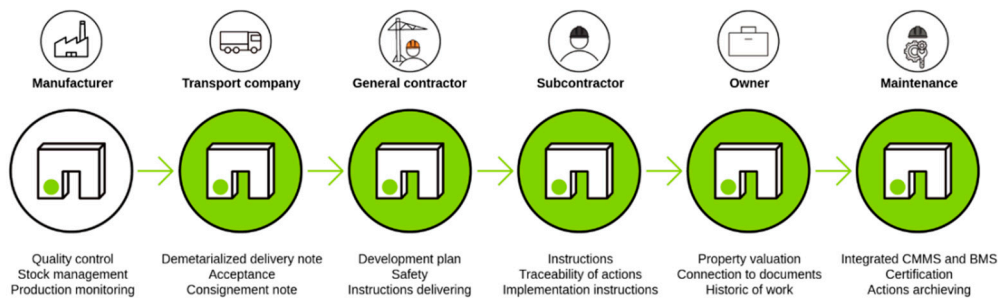 Manufacturer
Transport company
General contractor
Subcontractor
Owner
Maintenance
Quality control
Stock management
Production monitoring
Demetarialized delivery note
Acceptance
Consignement note
Development plan
Safety
Instructions delivering
Instructions
Traceability of actions
Implementation instructions
Property valuation
Connection to documents
Historic of work
Integrated CMMS and BMS
Certification
Actions archieving